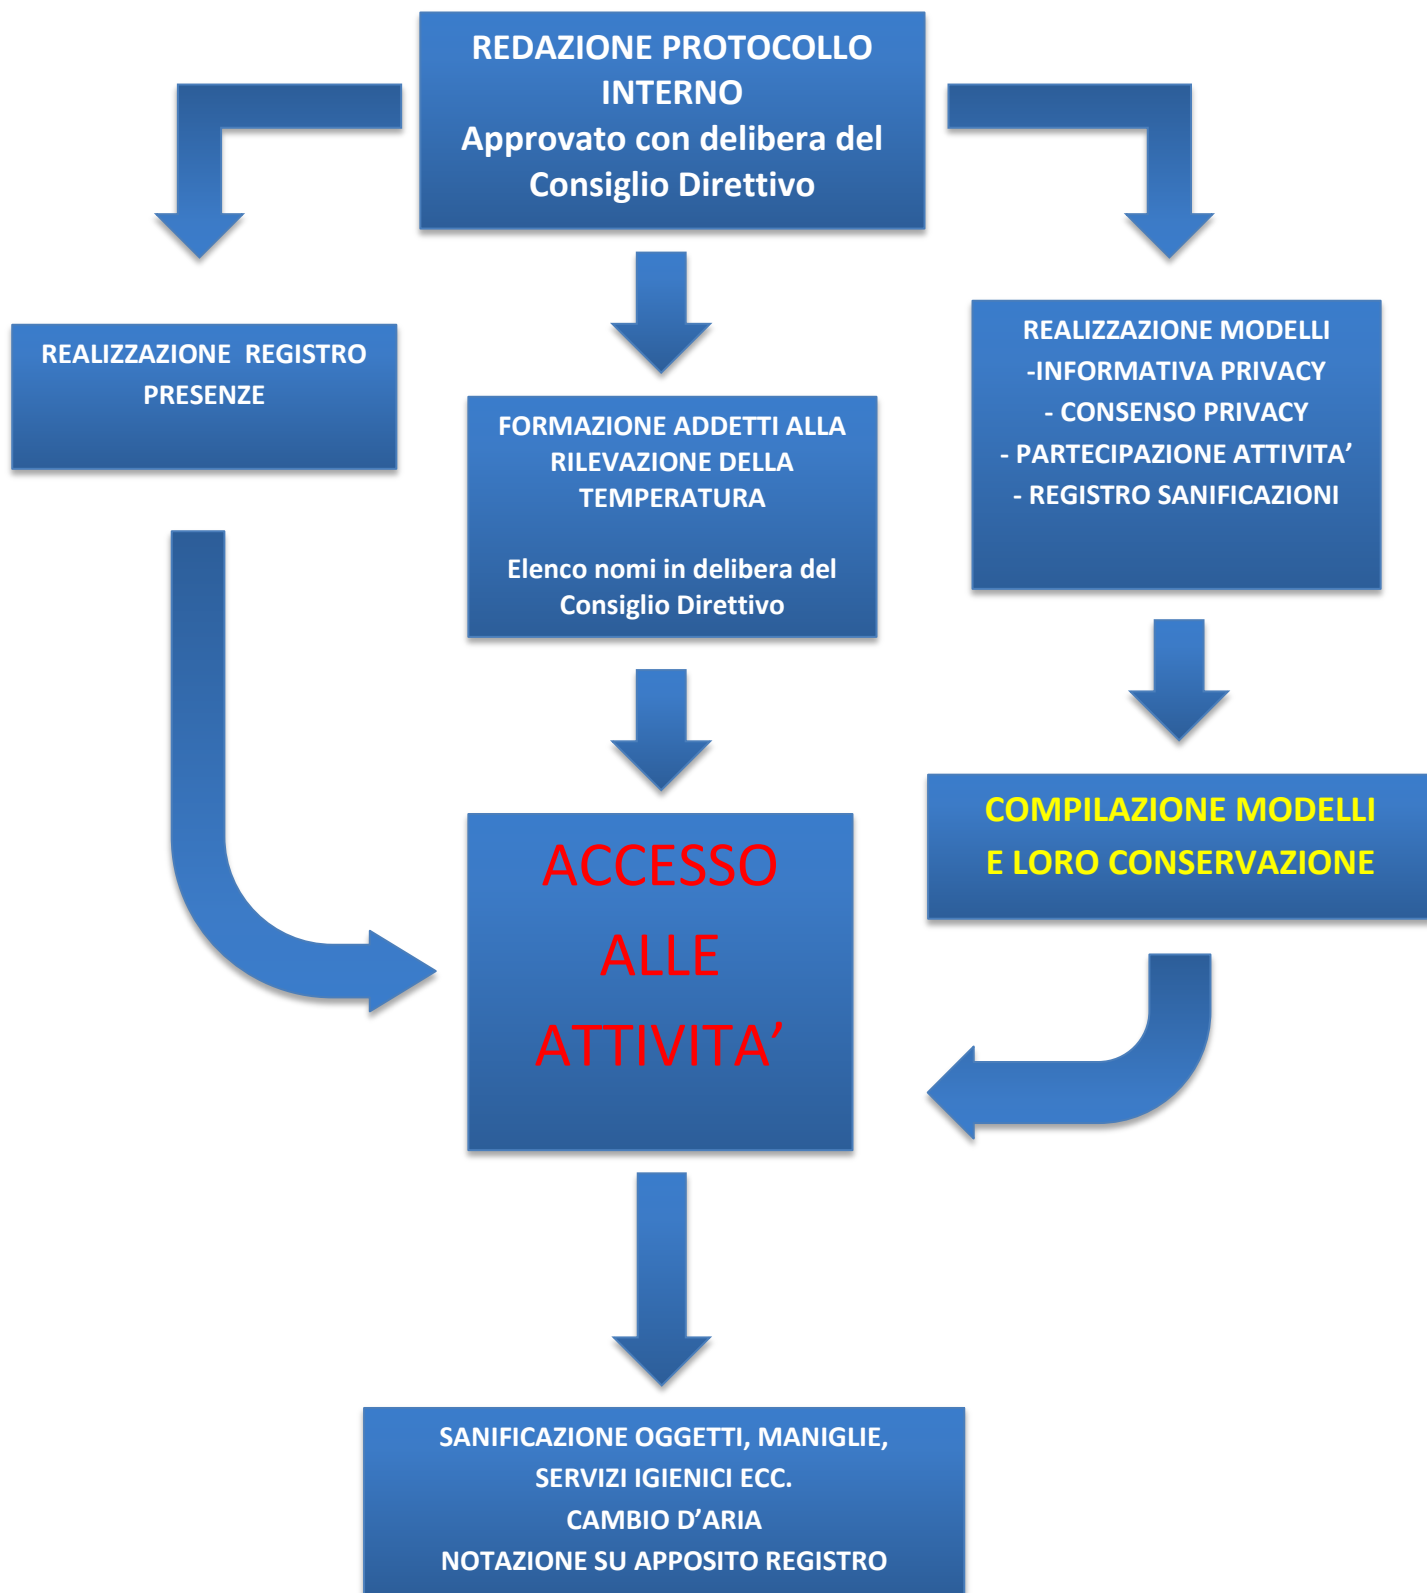 REDAZIONE PROTOCOLLO
INTERNO
Approvato con delibera del
Consiglio Direttivo
REALIZZAZIONE  REGISTRO
PRESENZE
FORMAZIONE ADDETTI ALLA
RILEVAZIONE DELLA
TEMPERATURA
Elenco nomi in delibera del
Consiglio Direttivo
REALIZZAZIONE MODELLI
-INFORMATIVA PRIVACY
- CONSENSO PRIVACY
- PARTECIPAZIONE ATTIVITA’
- REGISTRO SANIFICAZIONI
COMPILAZIONE MODELLI
E LORO CONSERVAZIONE
ACCESSO
ALLE
ATTIVITA’
SANIFICAZIONE OGGETTI, MANIGLIE,
SERVIZI IGIENICI ECC.
CAMBIO D’ARIA
NOTAZIONE SU APPOSITO REGISTRO